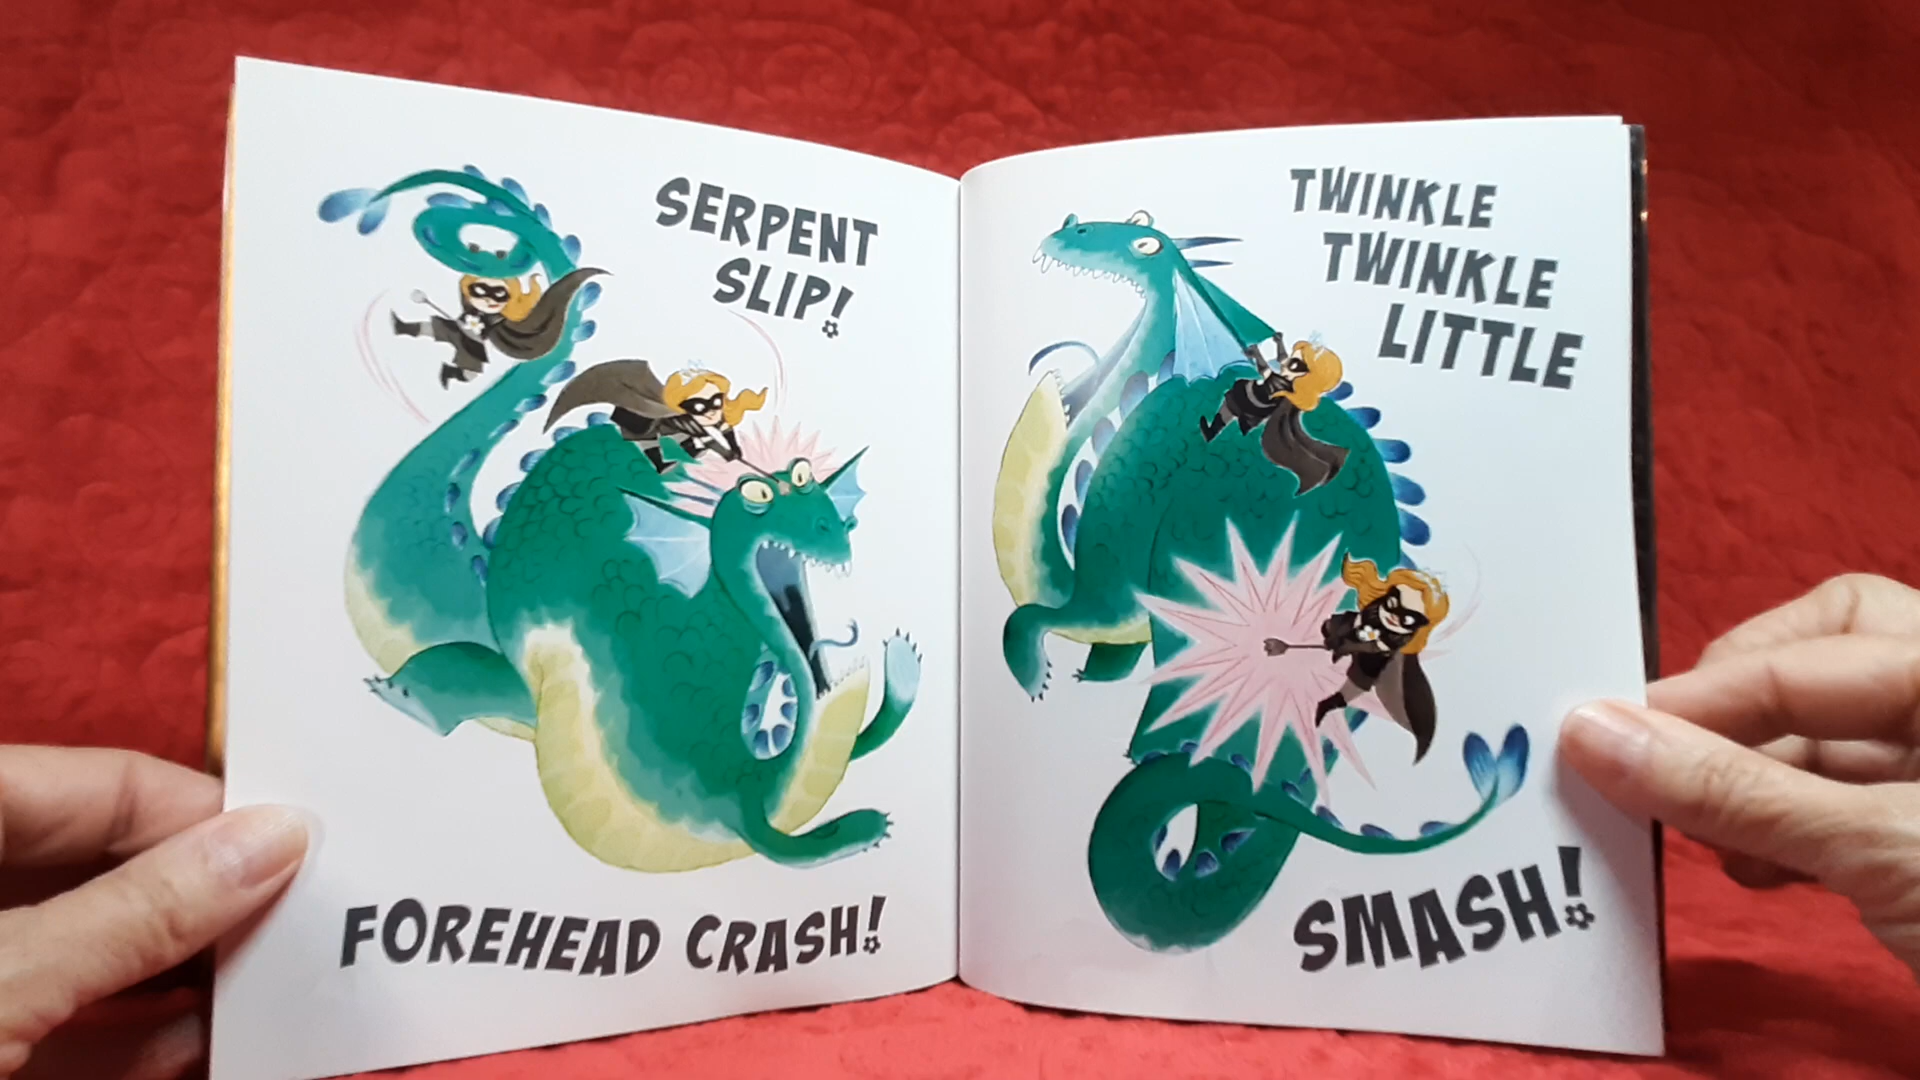 SERPENT
SLIP!
FOREHEAD CRASH!
TWINKLE
TWINKLE
LITTLE
SMASH!